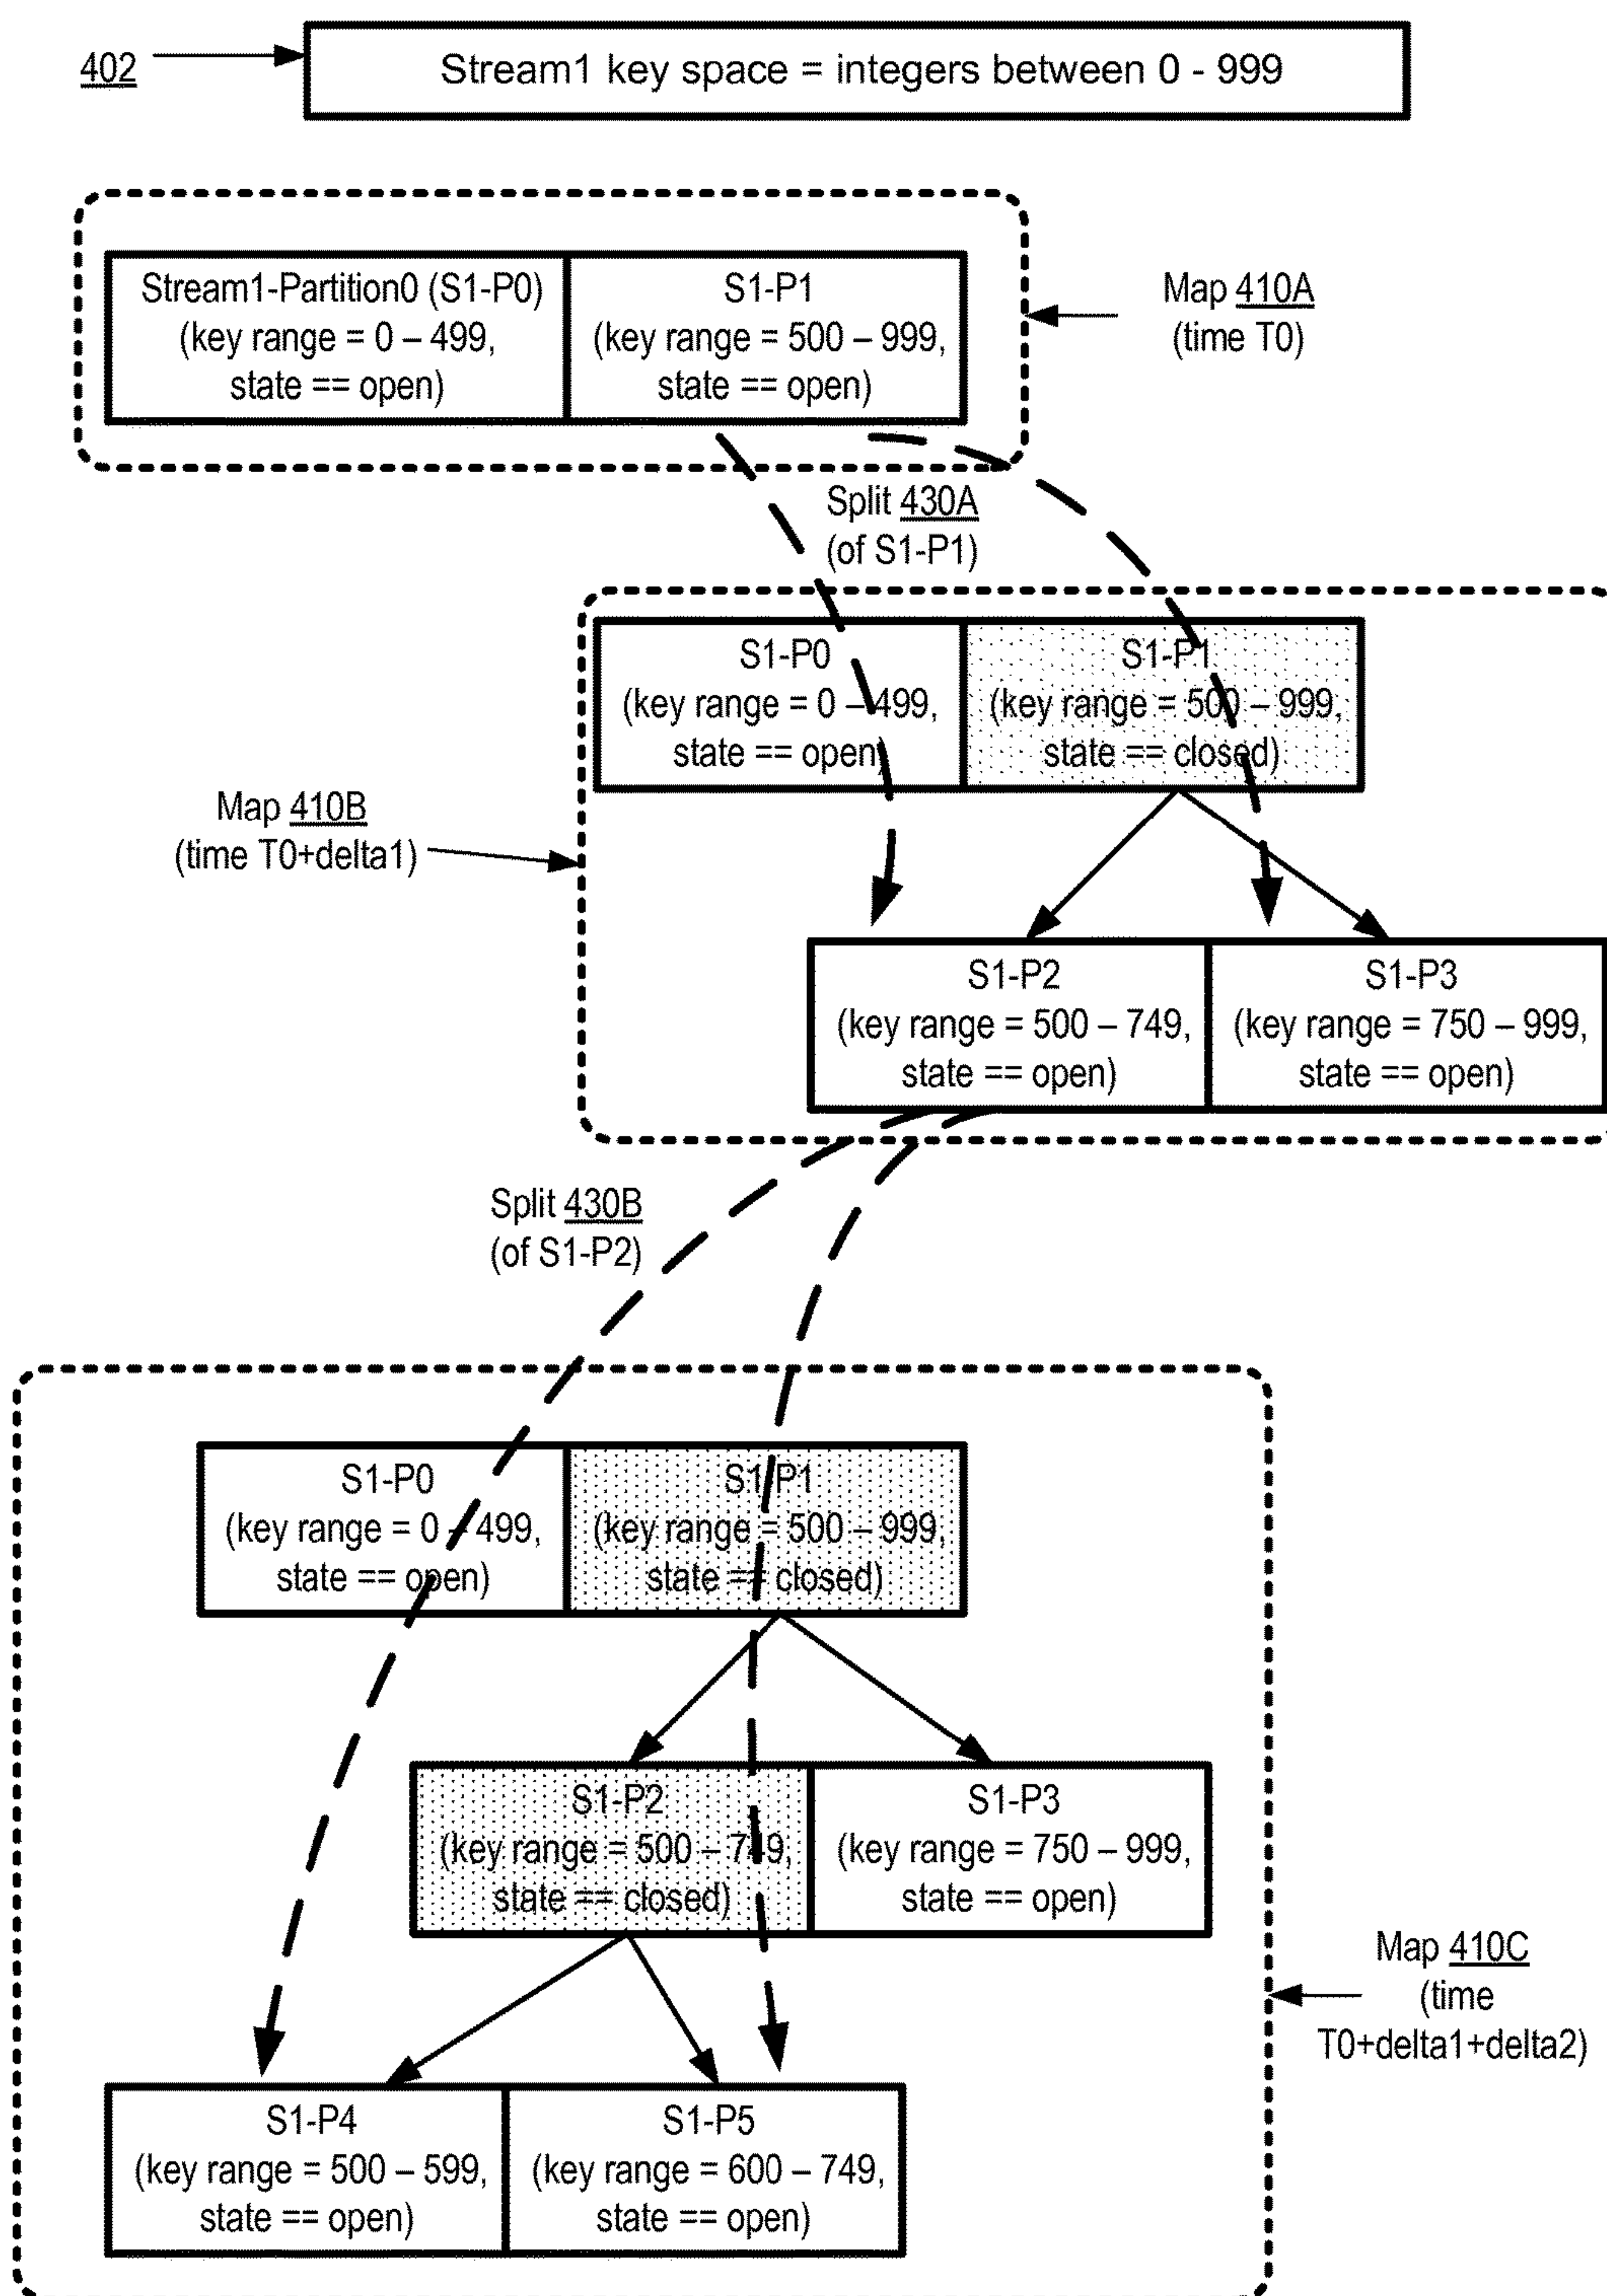 402
Stream1 key space = integers between 0 - 999
Stream1-Partition0 (S1-P0)
(key range = 0 – 499,
state == open)
S1-P1
(key range = 500 – 999,
state == open)
Map 410A
(time T0)
Split 430A
(of S1-P1)
S1-P0
(key range = 0 – 499,
state == open)
S1-P1
(key range = 500 – 999,
state == closed)
Map 410B
(time T0+delta1)
S1-P2
(key range = 500 – 749,
state == open)
S1-P3
(key range = 750 – 999,
state == open)
Split 430B
(of S1-P2)
S1-P0
(key range = 0 – 499,
state == open)
S1-P1
(key range = 500 – 999,
state == closed)
S1-P2
(key range = 500 – 749,
state == closed)
S1-P3
(key range = 750 – 999,
state == open)
Map 410C
(time
T0+delta1+delta2)
S1-P4
(key range = 500 – 599,
state == open)
S1-P5
(key range = 600 – 749,
state == open)